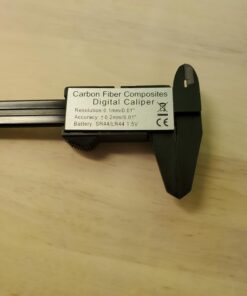 Carbon Fiber Composites
Digital Caliper
Resolution:0.1mm/0.01"
Accuracy: ±0.2mm/0.01"
Battery: SR44/LR44 1.5V
CE